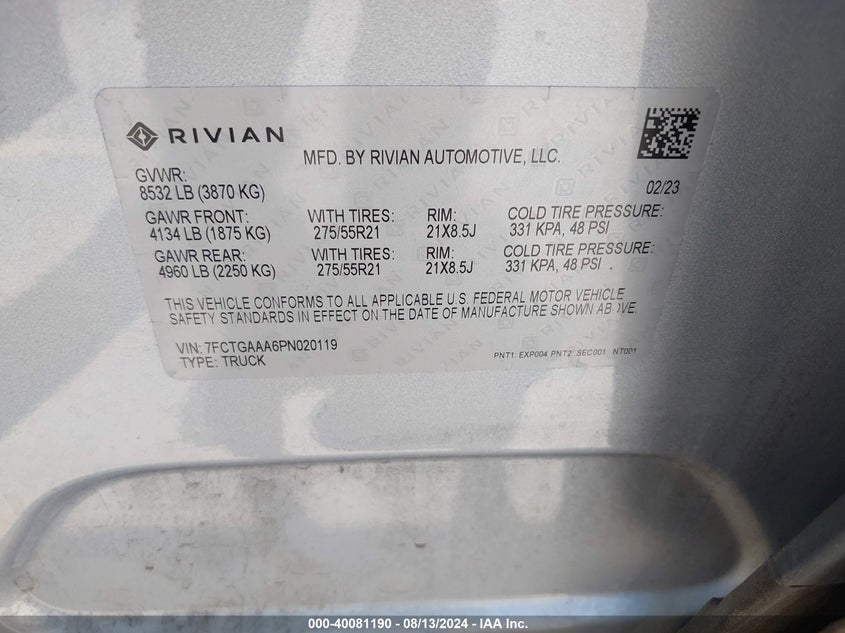 RIVIAN
MFD. BY RIVIAN AUTOMOTIVE, LLC.
GVWR:
8532 LB (3870 KG)
02/23
GAWR FRONT: WITH TIRES: RIM: COLD TIRE PRESSURE:
4134 LB (1875 KG) 275/55R21 21X8.5J 331 KPA, 48 PSI
GAWR REAR: WITH TIRES: RIM: COLD TIRE PRESSURE:
4960 LB (2250 KG) 275/55R21 21X8.5J 331 KPA, 48 PSI .
THIS VEHICLE CONFORMS TO ALL APPLICABLE U.S. FEDERAL MOTOR VEHICLE
SAFETY STANDARDS IN EFFECT ON THE DATE OF MANUFACTURE SHOWN ABOVE.
VIN: 7FCTGAAA6PN020119
TYPE: TRUCK
PNT1: EXP004 PNT2: SEC001 NT001
000-40081190 - 08/13/2024 - IAA Inc.